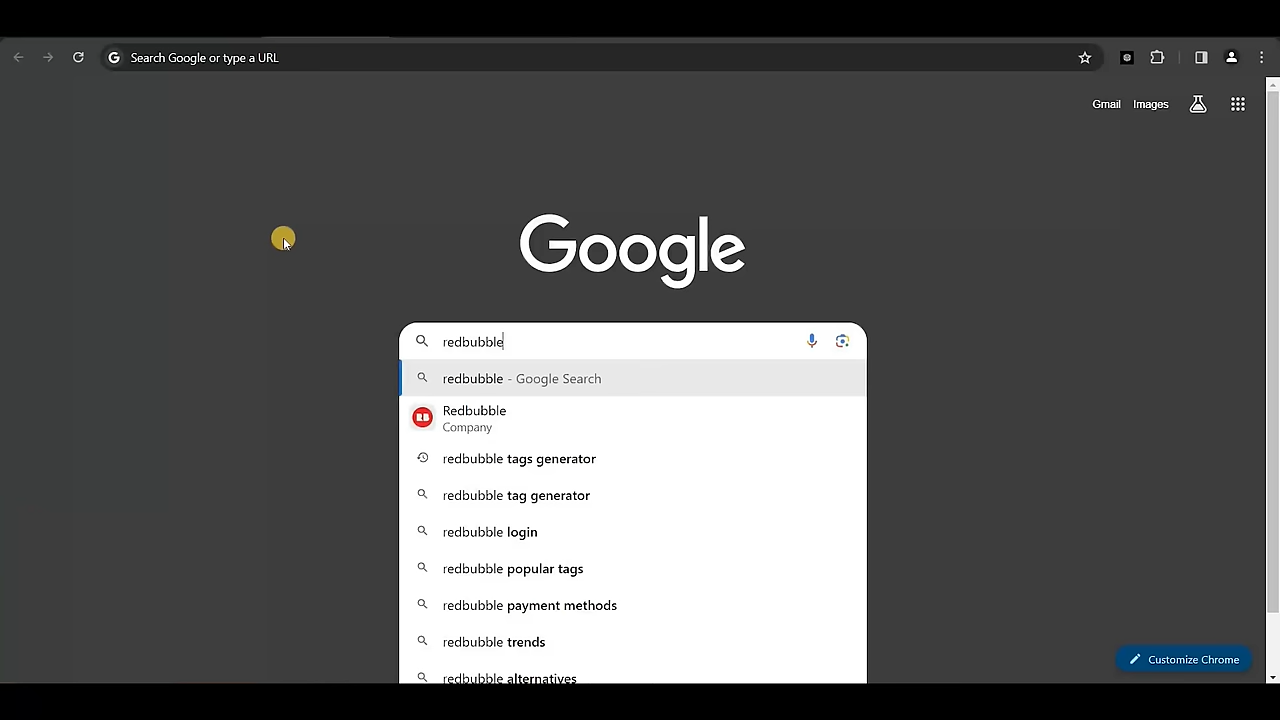 Search Google or type a URL
Gmail Images
Google
redbubble
redbubble - Google Search
RB Redbubble
Company
redbubble tags generator
redbubble tag generator
redbubble login
redbubble popular tags
redbubble payment methods
redbubble trends
redbubble alternatives
Customize Chrome